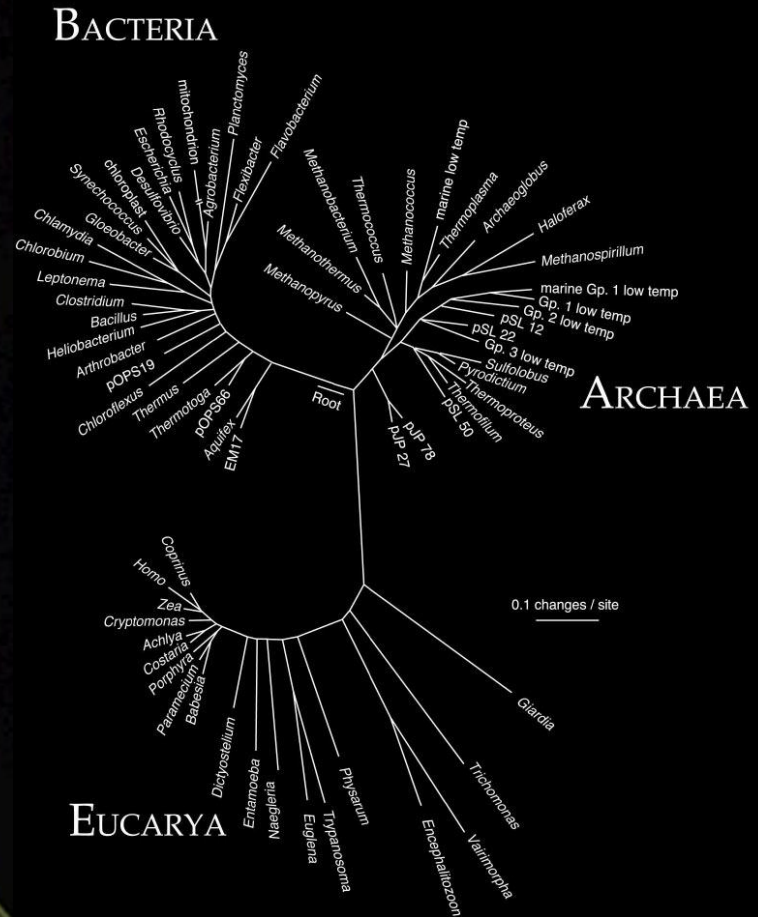 BACTERIA
Planctomyces
Flavobacterium
mitochondrion
Rhodocyclus
Escherichia
Desulfovibrio
Agrobacterium
Flexibacter
chloroplast
Synechococcus
Gloeobacter
Chlamydia
Chlorobium
Leptonema
Clostridium
Bacillus
Heliobacterium
Arthrobacter
pOPS19
Chloroflexus
Thermus
Thermotoga
pOPS66
Aquifex
EM17
Root
Methanopyrus
Methanothermus
Methanobacterium
Thermococcus
Methanococcus
marine low temp
Thermoplasma
Archaeoglobus
Haloferax
Methanospirillum
marine Gp. 1 low temp
Gp. 1 low temp
Gp. 2 low temp
pSL 12
pSL 22
Gp. 3 low temp
Sulfolobus
Pyrodictium
Thermoproteus
Thermofilum
pSL 50
pJP 78
pJP 27
ARCHAEA
0.1 changes / site
Coprinus
Homo
Zea
Cryptomonas
Achlya
Costaria
Porphyra
Paramecium
Babesia
Dictyostelium
Entamoeba
Naegleria
Euglena
Trypanosoma
Physarum
Encephalitozoon
Vairimorpha
Trichomonas
Giardia
EUCARYA